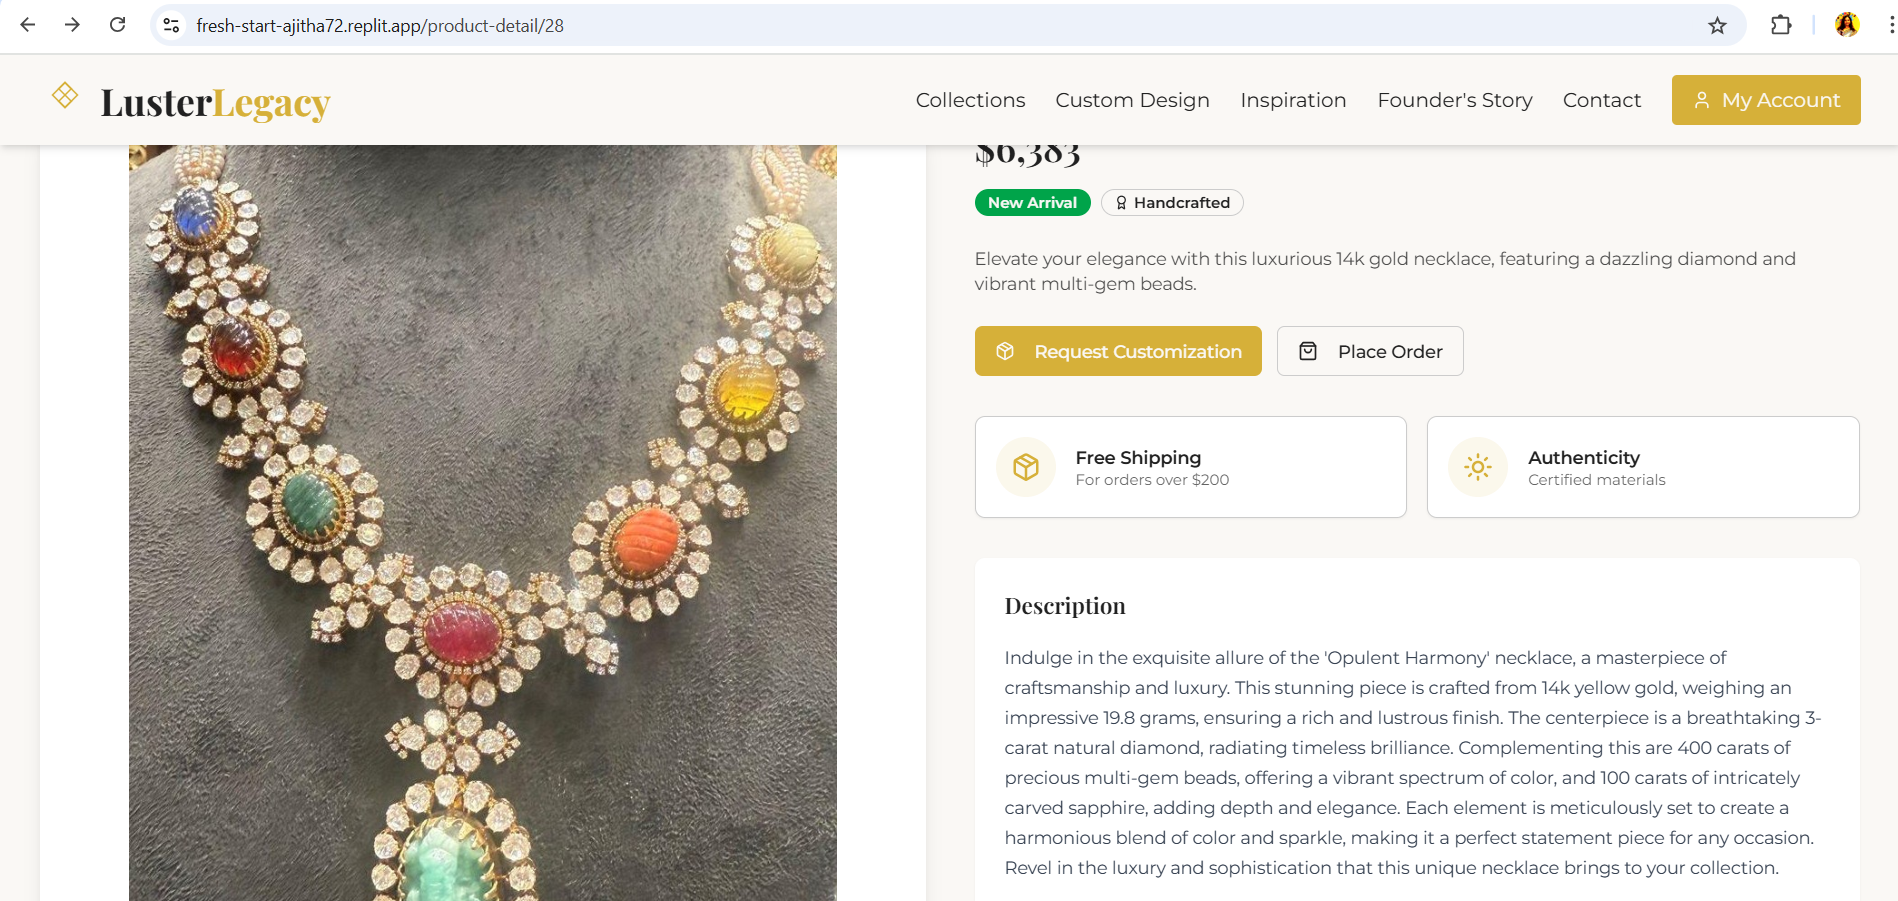 fresh-start-ajitha72.replit.app/product-detail/28
LusterLegacy
Collections
Custom Design
Inspiration
Founder's Story
Contact
My Account
$6,383
New Arrival
Handcrafted
Elevate your elegance with this luxurious 14k gold necklace, featuring a dazzling diamond and
vibrant multi-gem beads.
Request Customization
Place Order
Free Shipping
For orders over $200
Authenticity
Certified materials
Description
Indulge in the exquisite allure of the 'Opulent Harmony' necklace, a masterpiece of
craftsmanship and luxury. This stunning piece is crafted from 14k yellow gold, weighing an
impressive 19.8 grams, ensuring a rich and lustrous finish. The centerpiece is a breathtaking 3-
carat natural diamond, radiating timeless brilliance. Complementing this are 400 carats of
precious multi-gem beads, offering a vibrant spectrum of color, and 100 carats of intricately
carved sapphire, adding depth and elegance. Each element is meticulously set to create a
harmonious blend of color and sparkle, making it a perfect statement piece for any occasion.
Revel in the luxury and sophistication that this unique necklace brings to your collection.